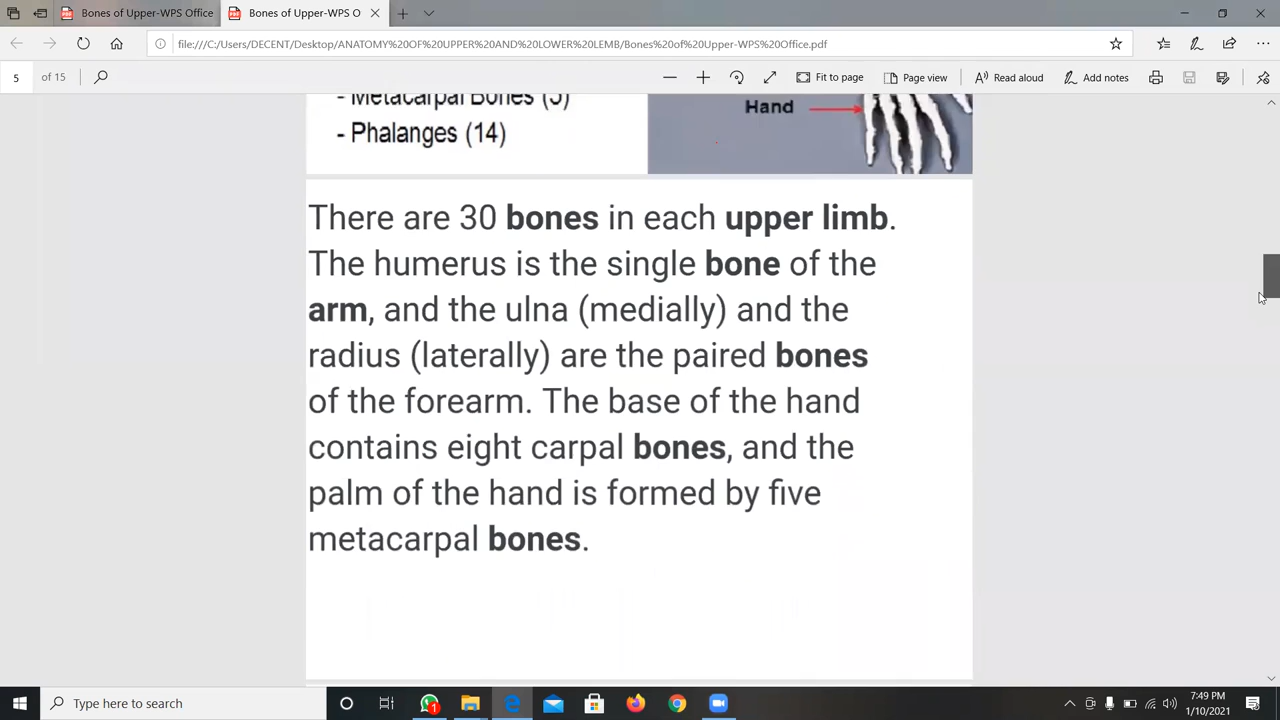 Bones of Upper-WPS Office
Bones of Upper-WPS O
file:///C:/Users/DECENT/Desktop/ANATOMY%20OF%20UPPER%20AND%20LOWER%20LEMB/Bones%20of%20Upper-WPS%20Office.pdf
5 of 15
Fit to page
Page view
Read aloud
Add notes
- Metacarpal Bones (5)
- Phalanges (14)
Hand
There are 30 bones in each upper limb.
The humerus is the single bone of the
arm, and the ulna (medially) and the
radius (laterally) are the paired bones
of the forearm. The base of the hand
contains eight carpal bones, and the
palm of the hand is formed by five
metacarpal bones.
Type here to search
1
7:49 PM
1/10/2021